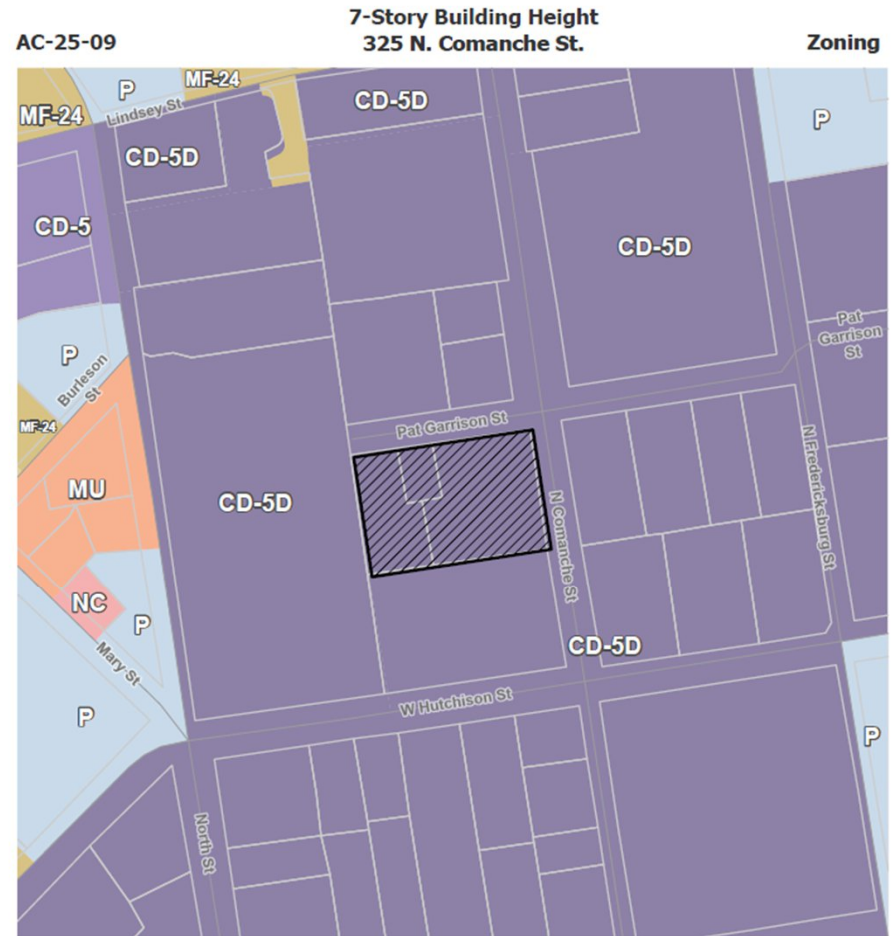 7-Story Building Height
AC-25-09
325 N. Comanche St.
Zoning
MF-24
P
MF-24
Lindsey St
CD-5D
P
CD-5D
CD-5
CD-5D
P
Burleson
St
Pat
Garrison
St
MF-24
Pat Garrison St
MU
CD-5D
N Comanche St
N Fredericksburg St
NC
P
Mary St
CD-5D
W Hutchison St
P
P
North St